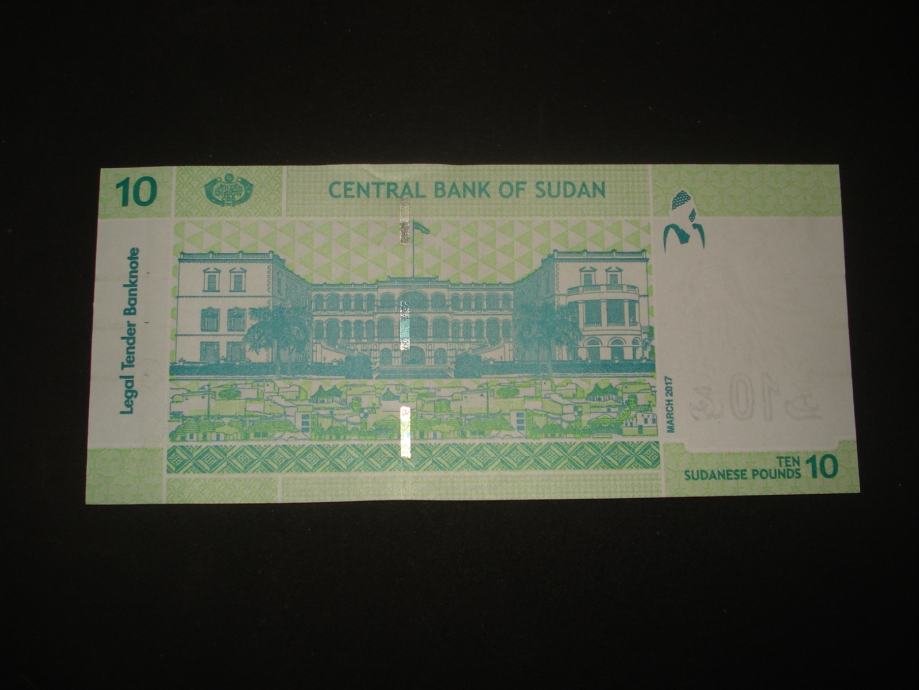 10
CENTRAL BANK OF SUDAN
Legal Tender Banknote
MARCH 2017
TEN
SUDANESE POUNDS 10